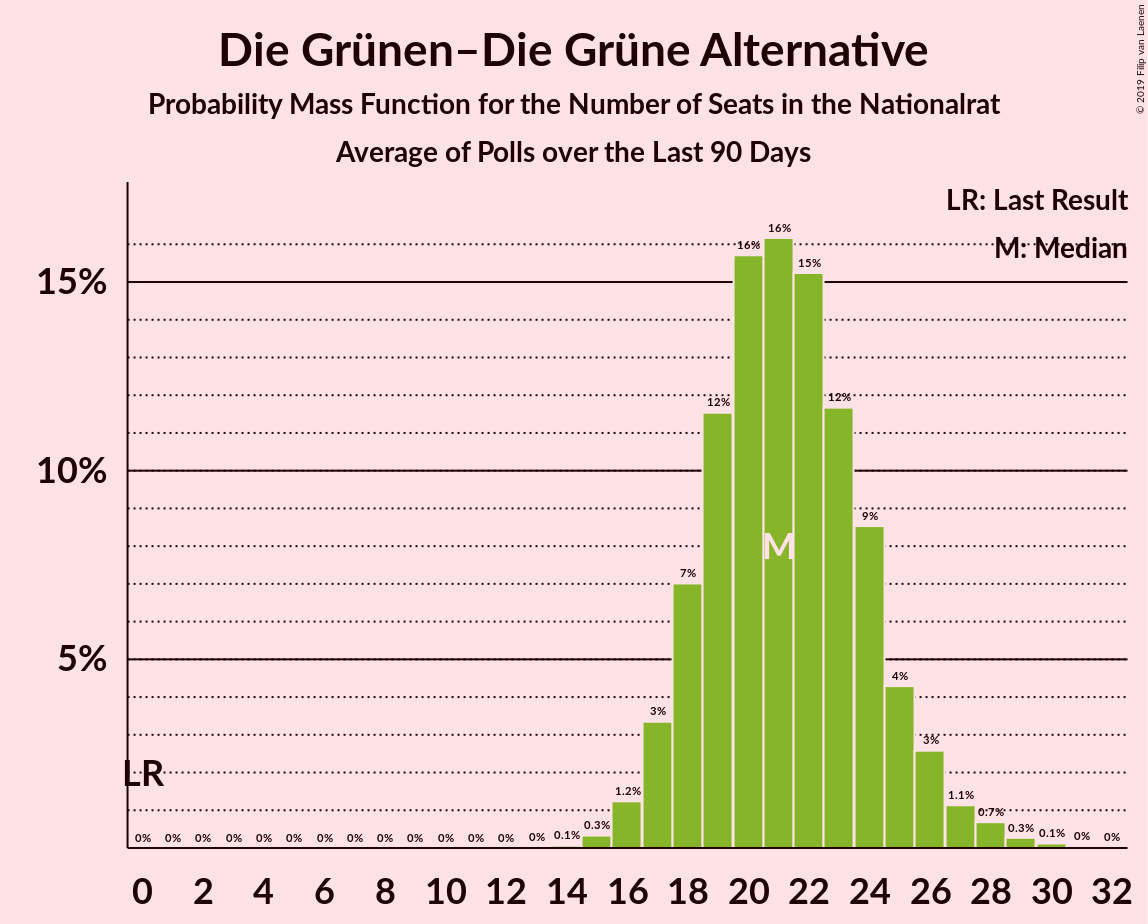 Die Grünen–Die Grüne Alternative
Probability Mass Function for the Number of Seats in the Nationalrat
Average of Polls over the Last 90 Days
© 2019 Filip van Laenen
LR: Last Result
M: Median
15%
10%
5%
0% 0% 0% 0% 0% 0% 0% 0% 0% 0% 0% 0% 0% 0% 0.1% 0.3% 1.2% 3% 7% 12% 16% 16% 15% 12% 9% 4% 3% 1.1% 0.7% 0.3% 0.1% 0% 0%
M
LR
0 2 4 6 8 10 12 14 16 18 20 22 24 26 28 30 32